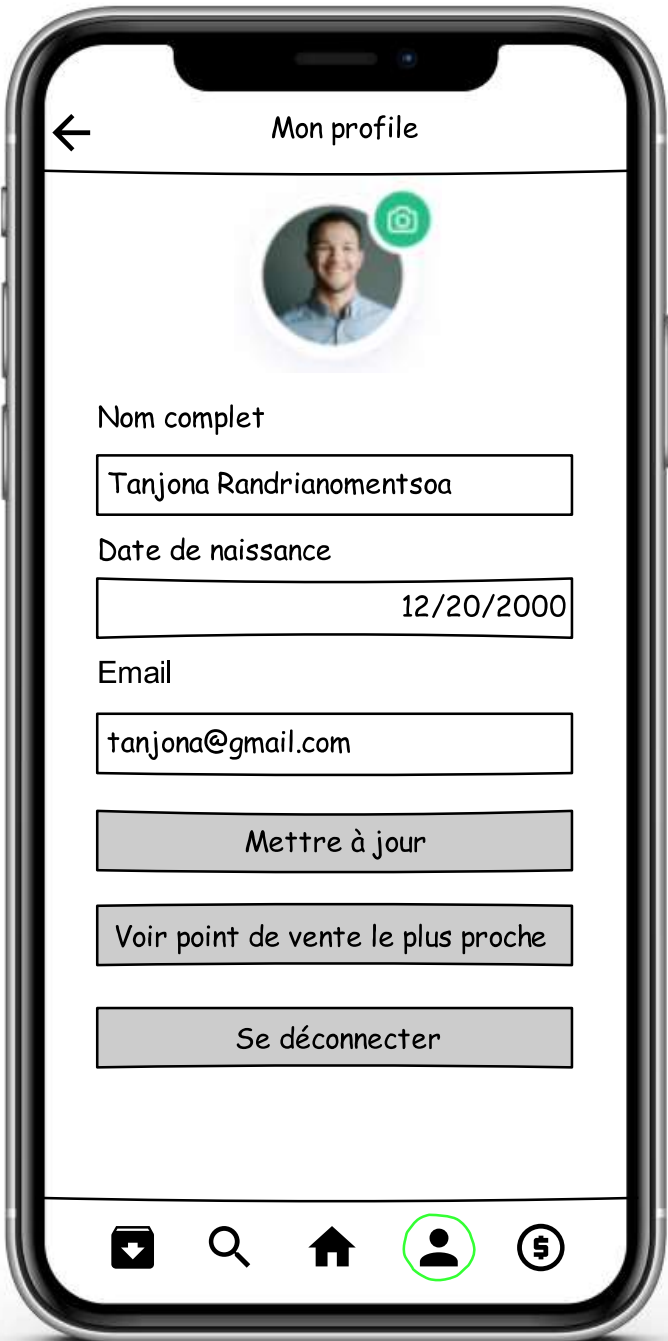 Mon profile
Nom complet
Tanjona Randrianomentsoa
Date de naissance
12/20/2000
Email
tanjona@gmail.com
Mettre à jour
Voir point de vente le plus proche
Se déconnecter
$